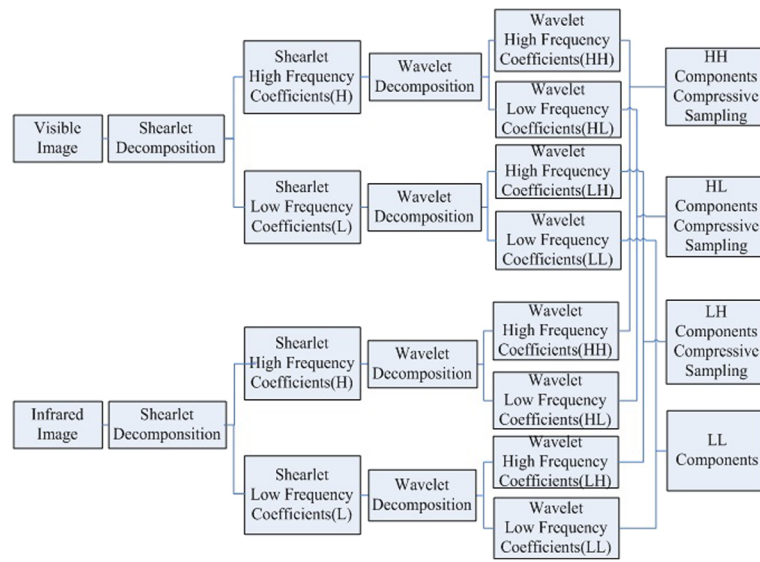 Visible
Image
Shearlet
Decomposition
Shearlet
High Frequency
Coefficients(H)
Wavelet
Decomposition
Wavelet
High Frequency
Coefficients(HH)
Wavelet
Low Frequency
Coefficients(HL)
Shearlet
Low Frequency
Coefficients(L)
Wavelet
Decomposition
Wavelet
High Frequency
Coefficients(LH)
Wavelet
Low Frequency
Coefficients(LL)
Infrared
Image
Shearlet
Decomponsition
Shearlet
High Frequency
Coefficients(H)
Wavelet
Decomposition
Wavelet
High Frequency
Coefficients(HH)
Wavelet
Low Frequency
Coefficients(HL)
Shearlet
Low Frequency
Coefficients(L)
Wavelet
Decomposition
Wavelet
High Frequency
Coefficients(LH)
Wavelet
Low Frequency
Coefficients(LL)
HH
Components
Compressive
Sampling
HL
Components
Compressive
Sampling
LH
Components
Compressive
Sampling
LL
Components